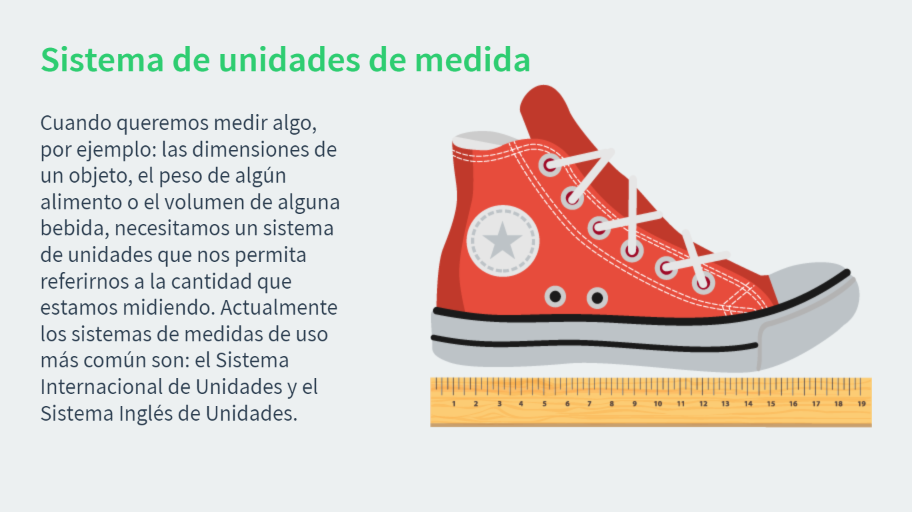 Sistema de unidades de medida
Cuando queremos medir algo,
por ejemplo: las dimensiones de
un objeto, el peso de algún
alimento o el volumen de alguna
bebida, necesitamos un sistema
de unidades que nos permita
referirnos a la cantidad que
estamos midiendo. Actualmente
los sistemas de medidas de uso
más común son: el Sistema
Internacional de Unidades y el
Sistema Inglés de Unidades.
1 2 3 4 5 6 7 8 9 10 11 12 13 14 15 16 17 18 19